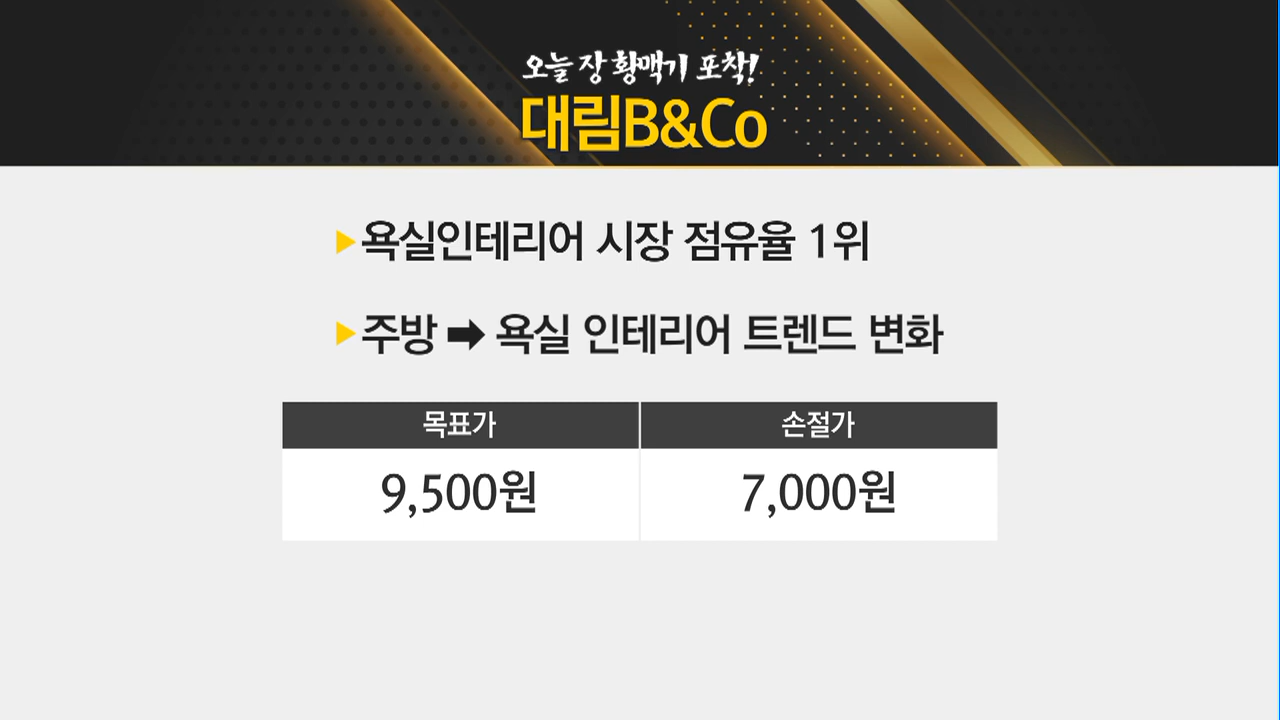 오늘 장 황맥기 포착!
대림B&Co
▶욕실인테리어 시장 점유율 1위
▶주방 ➡ 욕실 인테리어 트렌드 변화
목표가 손절가
9,500원 7,000원